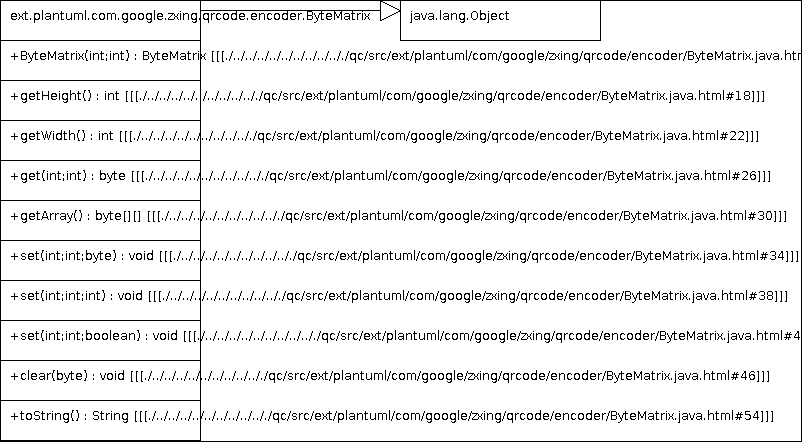 ext.plantuml.com.google.zxing.qrcode.encoder.ByteMatrix
java.lang.Object
+ByteMatrix(int;int) : ByteMatrix [[[./../../../../../../../../../../qc/src/ext/plantuml/com/google/zxing/qrcode/encoder/ByteMatrix.java.ht
+getHeight() : int [[[./../../../../../../../../../../qc/src/ext/plantuml/com/google/zxing/qrcode/encoder/ByteMatrix.java.html#18]]]
+getWidth() : int [[[./../../../../../../../../../../qc/src/ext/plantuml/com/google/zxing/qrcode/encoder/ByteMatrix.java.html#22]]]
+get(int;int) : byte [[[./../../../../../../../../../../qc/src/ext/plantuml/com/google/zxing/qrcode/encoder/ByteMatrix.java.html#26]]]
+getArray() : byte[][] [[[./../../../../../../../../../../qc/src/ext/plantuml/com/google/zxing/qrcode/encoder/ByteMatrix.java.html#30]]]
+set(int;int;byte) : void [[[./../../../../../../../../../../qc/src/ext/plantuml/com/google/zxing/qrcode/encoder/ByteMatrix.java.html#34]]]
+set(int;int;int) : void [[[./../../../../../../../../../../qc/src/ext/plantuml/com/google/zxing/qrcode/encoder/ByteMatrix.java.html#38]]]
+set(int;int;boolean) : void [[[./../../../../../../../../../../qc/src/ext/plantuml/com/google/zxing/qrcode/encoder/ByteMatrix.java.html#4
+clear(byte) : void [[[./../../../../../../../../../../qc/src/ext/plantuml/com/google/zxing/qrcode/encoder/ByteMatrix.java.html#46]]]
+toString() : String [[[./../../../../../../../../../../qc/src/ext/plantuml/com/google/zxing/qrcode/encoder/ByteMatrix.java.html#54]]]